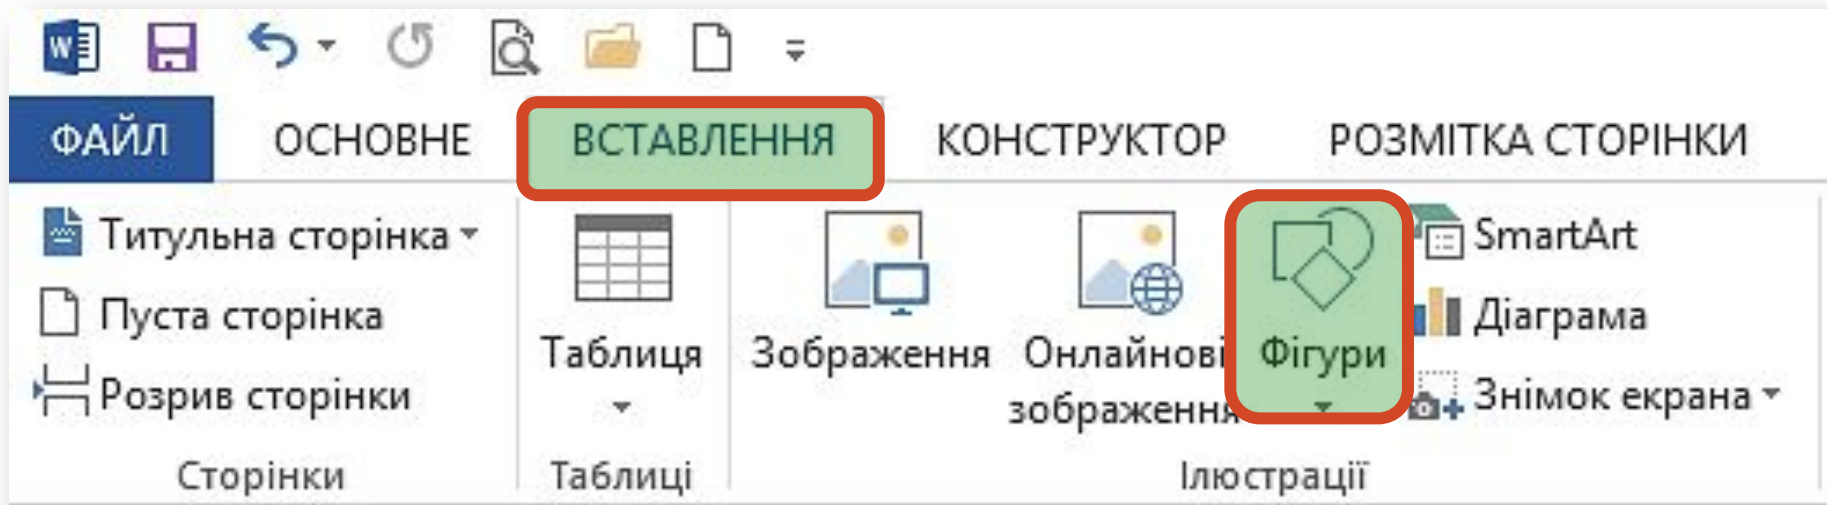 W
ФАЙЛ ОСНОВНЕ ВСТАВЛЕННЯ КОНСТРУКТОР РОЗМІТКА СТОРІНКИ
Титульна сторінка
Пуста сторінка
Розрив сторінки
Сторінки
Таблиця
Таблиці
Зображення
Онлайнові
зображення
Фігури
SmartArt
Діаграма
Знімок екрана
Ілюстрації